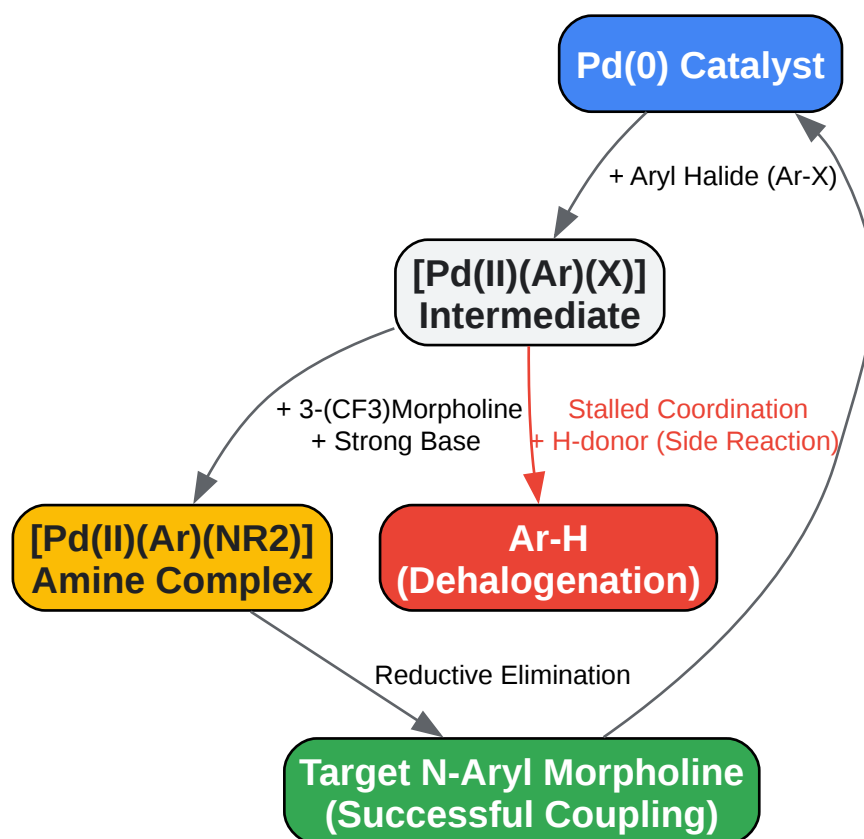 Pd(0) Catalyst
+ Aryl Halide (Ar-X)
[Pd(II)(Ar)(X)]
Intermediate
+ 3-(CF3)Morpholine
+ Strong Base
Stalled Coordination
+ H-donor (Side Reaction)
[Pd(II)(Ar)(NR2)]
Amine Complex
Ar-H
(Dehalogenation)
Reductive Elimination
Target N-Aryl Morpholine
(Successful Coupling)